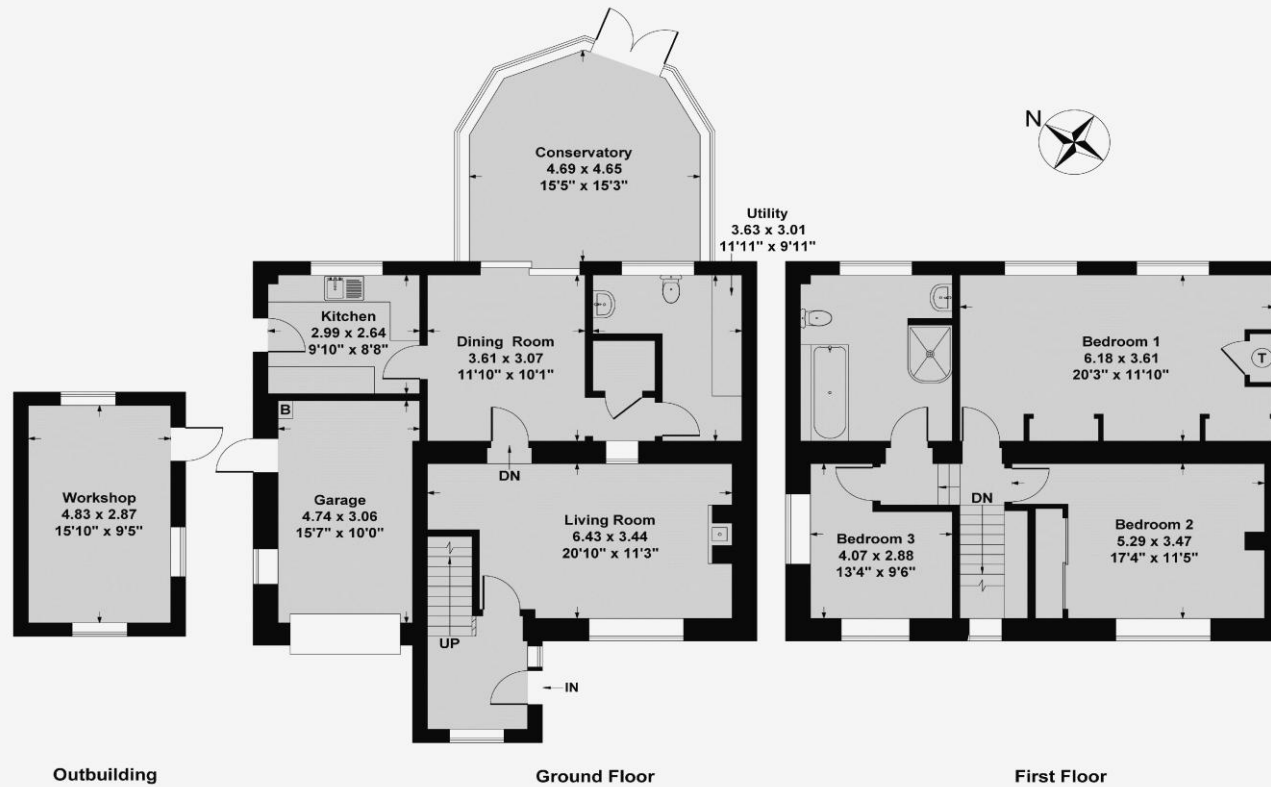 N
Conservatory
4.69 x 4.65
15'5" x 15'3"
Utility
3.63 x 3.01
11'11" x 9'11"
Kitchen
2.99 x 2.64
9'10" x 8'8"
Dining Room
3.61 x 3.07
11'10" x 10'1"
Bedroom 1
6.18 x 3.61
20'3" x 11'10"
T
B
Workshop
4.83 x 2.87
15'10" x 9'5"
Garage
4.74 x 3.06
15'7" x 10'0"
DN
Living Room
6.43 x 3.44
20'10" x 11'3"
UP
IN
Bedroom 3
4.07 x 2.88
13'4" x 9'6"
DN
Bedroom 2
5.29 x 3.47
17'4" x 11'5"
Outbuilding
Ground Floor
First Floor